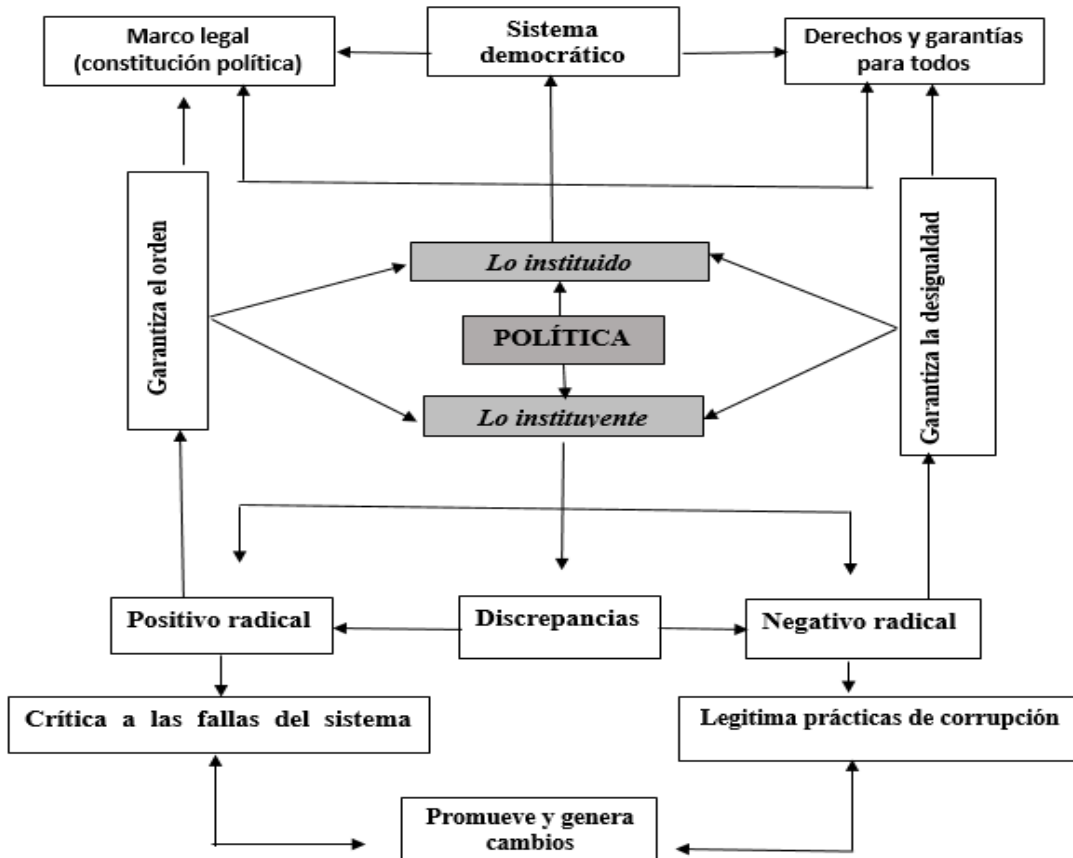 Marco legal
(constitución política)
Sistema
democrático
Derechos y garantías
para todos
Garantiza el orden
Lo instituido
POLÍTICA
Lo instituyente
Garantiza la desigualdad
Positivo radical
Discrepancias
Negativo radical
Crítica a las fallas del sistema
Legitima prácticas de corrupción
Promueve y genera
cambios